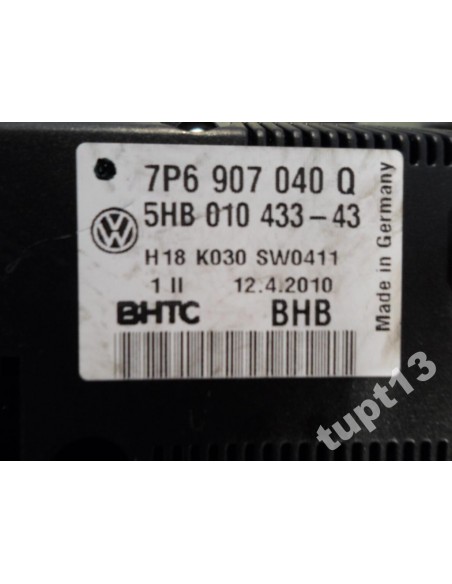 7P6 907 040 Q
5HB 010 433-43
H18 K030 SW0411
1 II 12.4.2010
BHTC BHB
Made in Germany
VW
tupt13